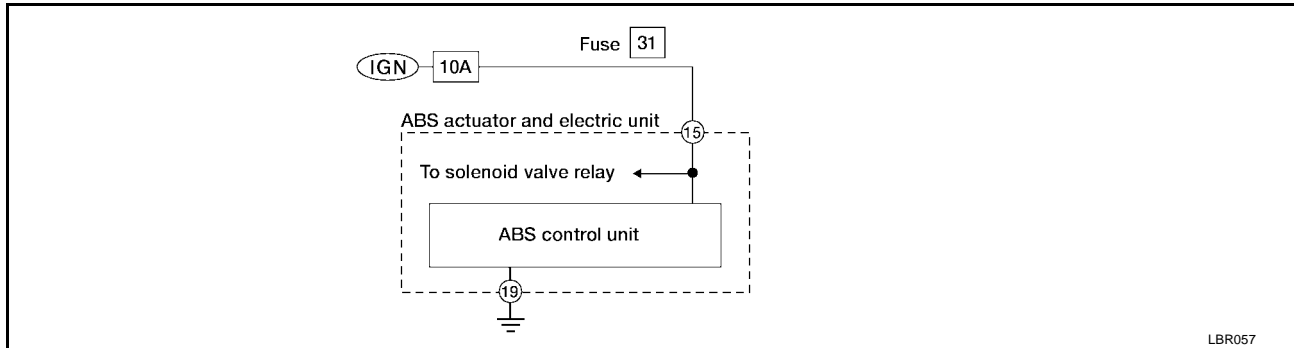 Fuse 31
IGN 10A
ABS actuator and electric unit
15
To solenoid valve relay
ABS control unit
19
LBR057